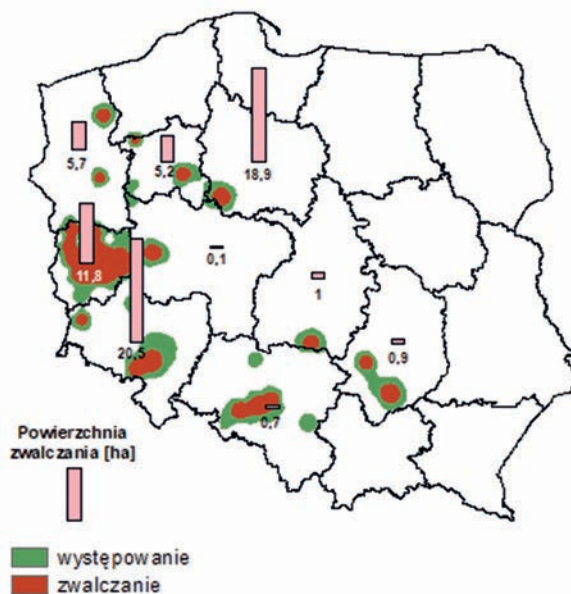 5,7
5,2
18,9
11,8
0,1
20,5
1
0,9
0,7
Powierzchnia
zwalczania [ha]
występowanie
zwalczanie